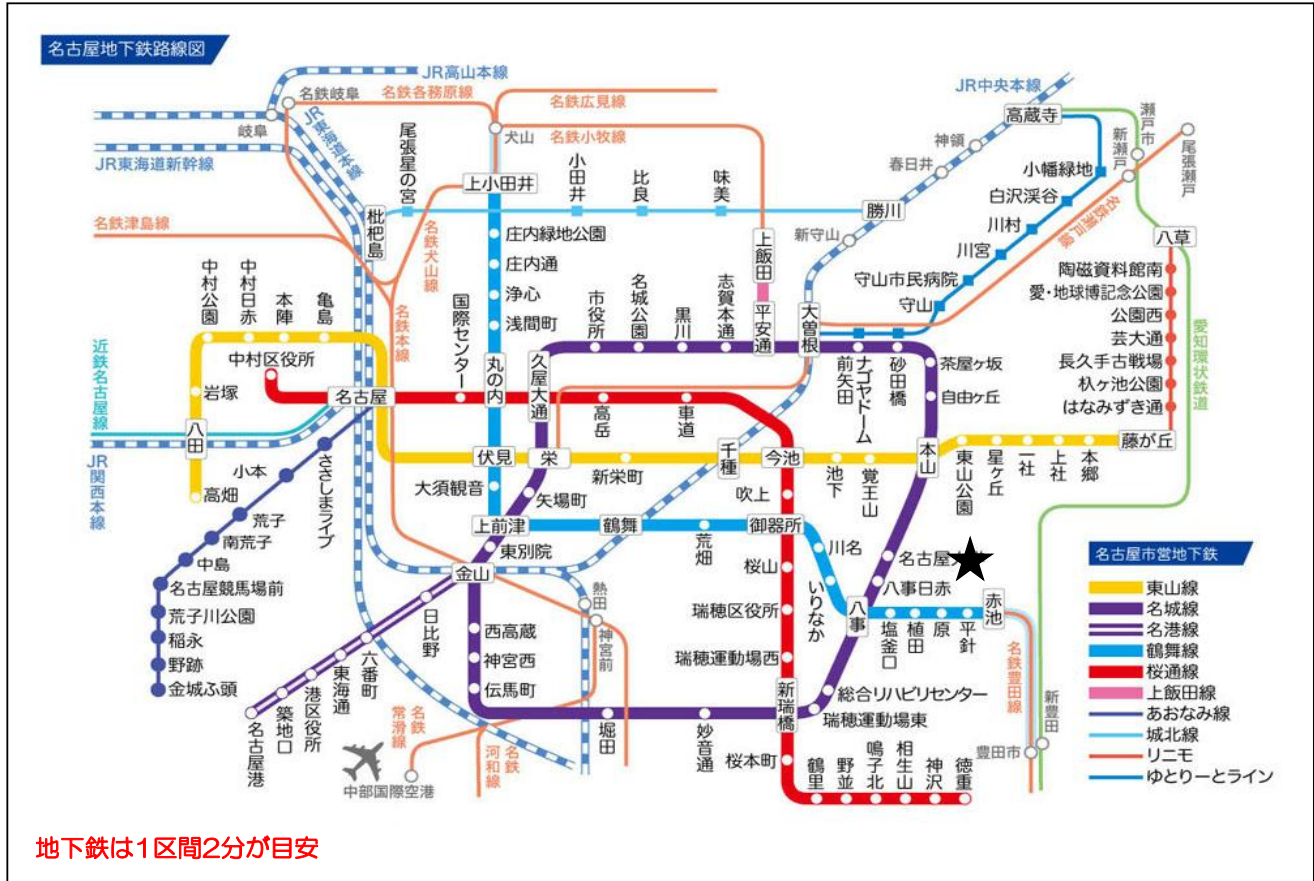 名古屋地下鉄路線図
JR高山本線
名鉄岐阜
名鉄各務原線
名鉄広見線
JR中央本線
岐阜
JR東海道本線
尾張星の宮
犬山
名鉄小牧線
高蔵寺
瀬戸市
新瀬戸
尾張瀬戸
JR東海道新幹線
神領
春日井
小幡緑地
上小田井
小田井
比良
味美
白沢渓谷
名鉄瀬戸線
名鉄津島線
枇杷島
名鉄犬山線
勝川
川村
庄内緑地公園
上飯田
新守山
川宮
八草
中村公園
中村日赤
本陣
亀島
庄内通
守山市民病院
陶磁資料館南
浄心
守山
愛・地球博記念公園
名鉄本線
国際センター
浅間町
市役所
名城公園
黒川
志賀本通
平安通
大曽根
公園西
芸大通
愛知環状鉄道
近鉄名古屋線
中村区役所
丸の内
久屋大通
ナゴヤドーム
前矢田
砂田橋
茶屋ヶ坂
長久手古戦場
岩塚
名古屋
高岳
車道
自由ヶ丘
杁ヶ池公園
はなみずき通
八田
藤が丘
JR関西本線
高畑
小本
ささしまライブ
伏見
栄
新栄町
千種
今池
池下
覚王山
本山
東山公園
星ヶ丘
一社
上社
本郷
大須観音
矢場町
吹上
荒子
上前津
鶴舞
荒畑
御器所
南荒子
東別院
川名
名古屋
中島
金山
桜山
いりなか
八事日赤
名古屋競馬場前
熱田
赤池
荒子川公園
日比野
西高蔵
神宮前
瑞穂区役所
八事
塩釜口
植田
原
平針
稲永
六番町
神宮西
瑞穂運動場西
名鉄豊田線
野跡
東海通
伝馬町
新瑞橋
総合リハビリセンター
金城ふ頭
港区役所
瑞穂運動場東
新豊田
築地口
名古屋港
名鉄常滑線
名鉄河和線
堀田
妙音通
桜本町
豊田市
中部国際空港
鶴里
野並
鳴子北
相生山
神沢
徳重
名古屋市営地下鉄
東山線
名城線
名港線
鶴舞線
桜通線
上飯田線
あおなみ線
城北線
リニモ
ゆとりーとライン
地下鉄は1区間2分が目安